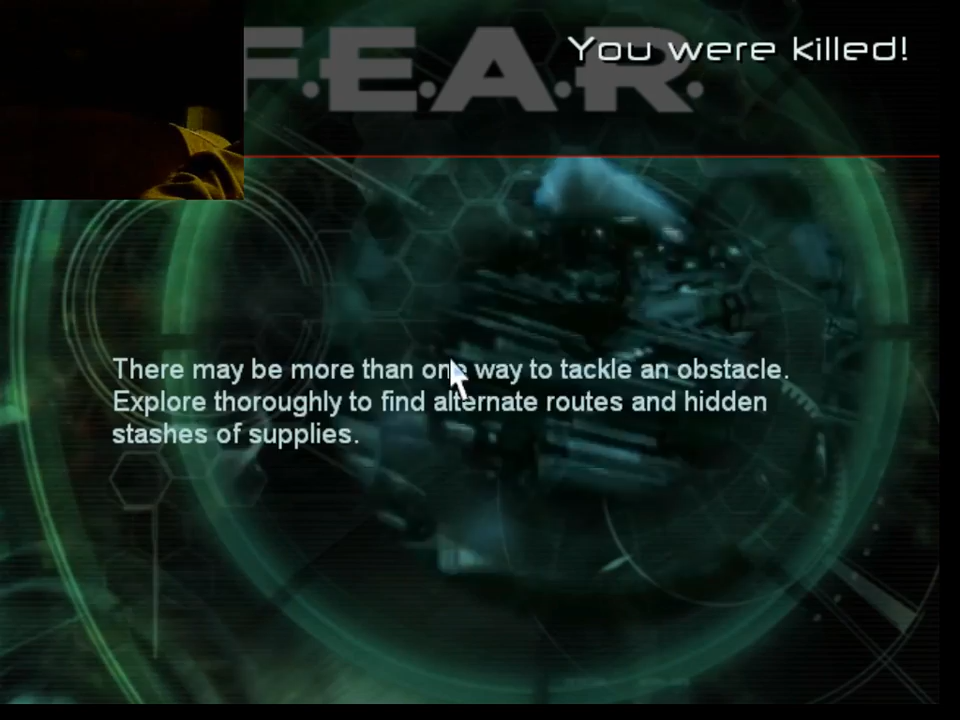 F.E.A.R.
You were killed!
There may be more than one way to tackle an obstacle.
Explore thoroughly to find alternate routes and hidden
stashes of supplies.